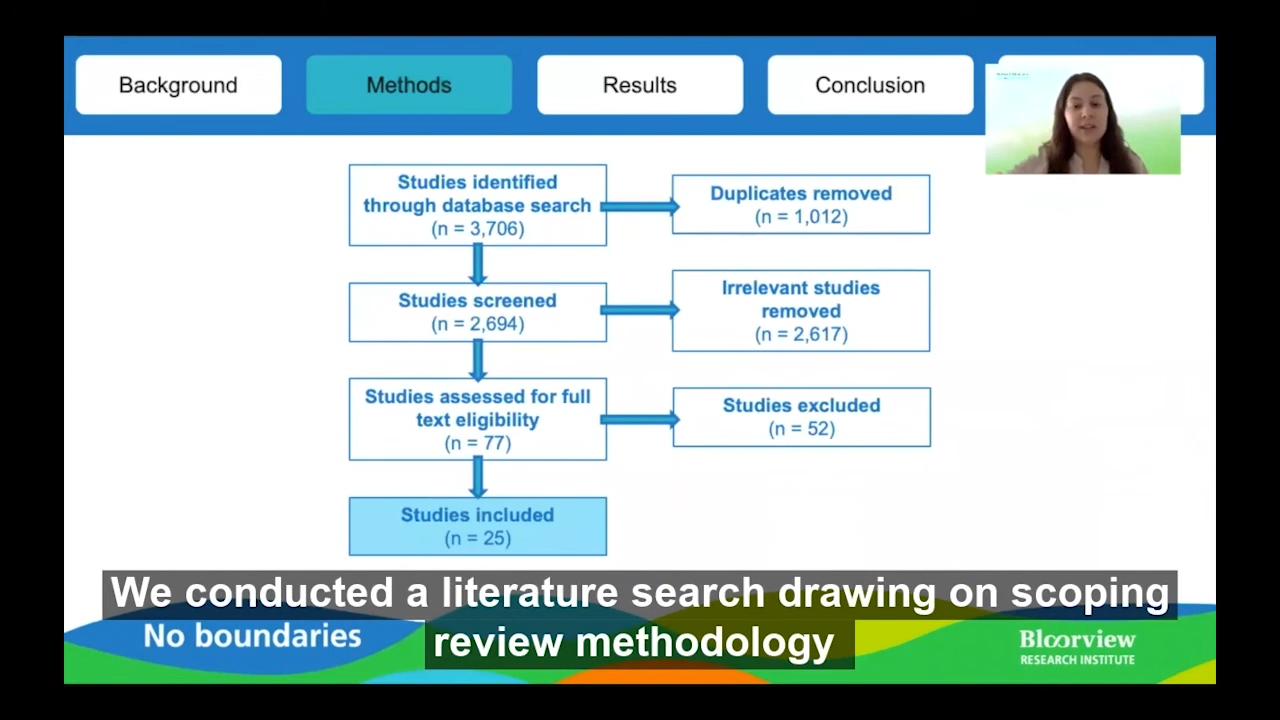 Background
Methods
Results
Conclusion
Studies identified
through database search
(n = 3,706)
Duplicates removed
(n = 1,012)
Studies screened
(n = 2,694)
Irrelevant studies
removed
(n = 2,617)
Studies assessed for full
text eligibility
(n = 77)
Studies excluded
(n = 52)
Studies included
(n = 25)
We conducted a literature search drawing on scoping
review methodology
No boundaries
Bloorview
RESEARCH INSTITUTE